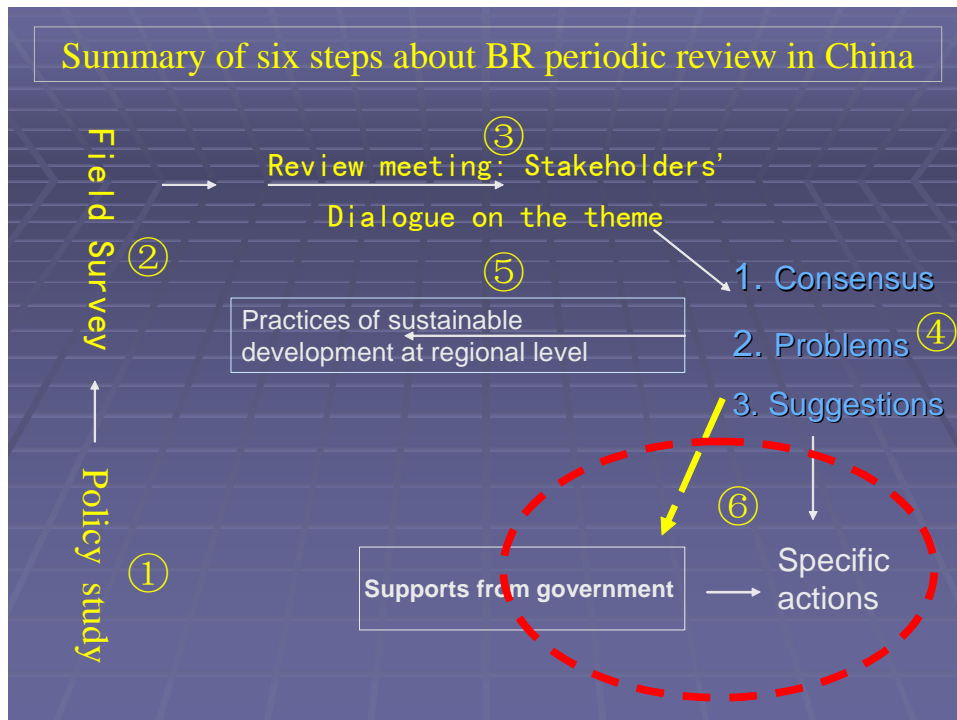 Summary of six steps about BR periodic review in China
③
Review meeting: Stakeholders'
Dialogue on the theme
Field Survey
②
⑤
1. Consensus
Practices of sustainable
development at regional level
2. Problems
④
3. Suggestions
Policy study
①
⑥
Supports from government
Specific
actions